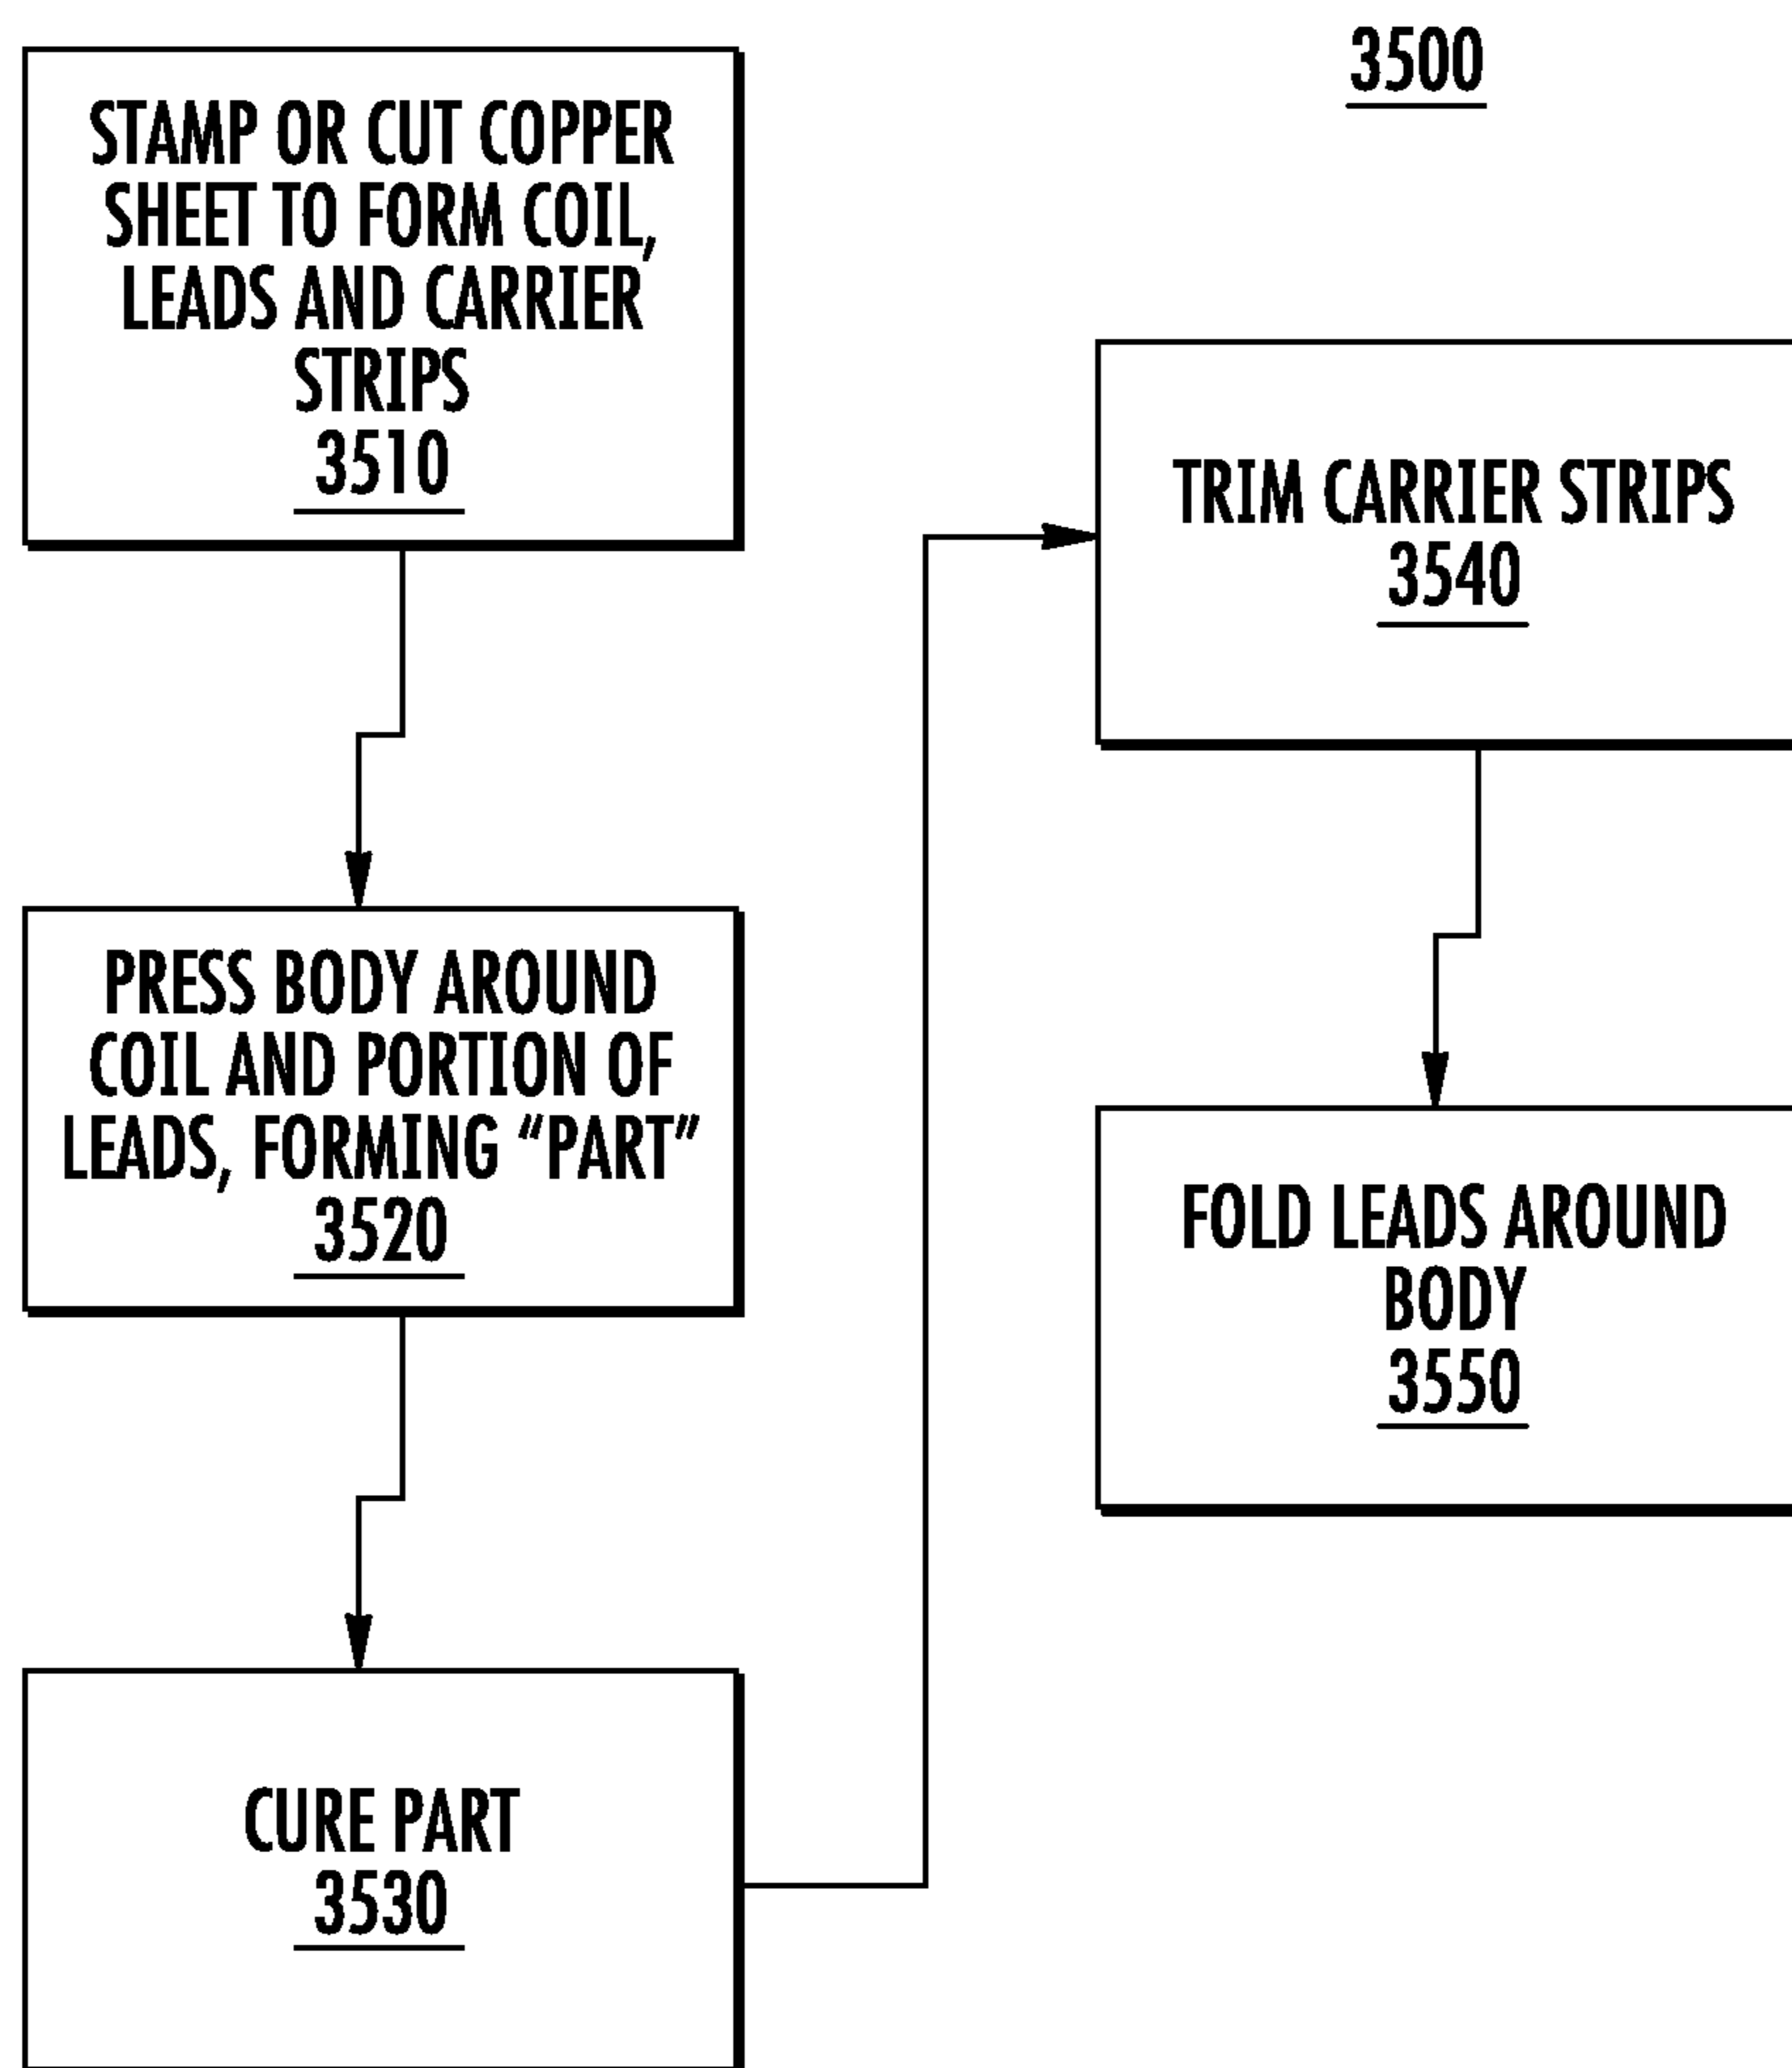 3500
STAMP OR CUT COPPER
SHEET TO FORM COIL,
LEADS AND CARRIER
STRIPS
3510
PRESS BODY AROUND
COIL AND PORTION OF
LEADS, FORMING “PART”
3520
CURE PART
3530
TRIM CARRIER STRIPS
3540
FOLD LEADS AROUND
BODY
3550